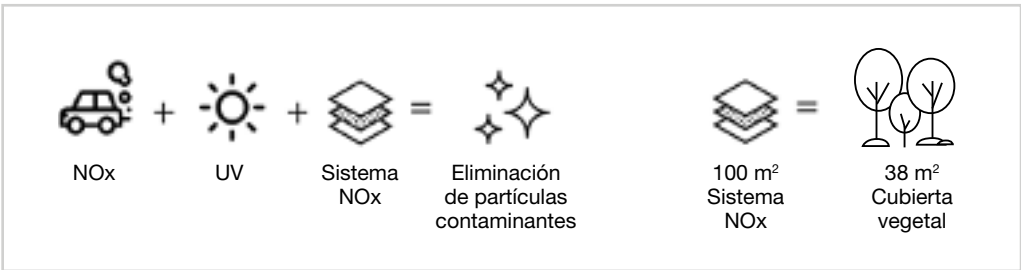 NOx + UV + Sistema NOx = Eliminación de partículas contaminantes
100 m² Sistema NOx = 38 m² Cubierta vegetal